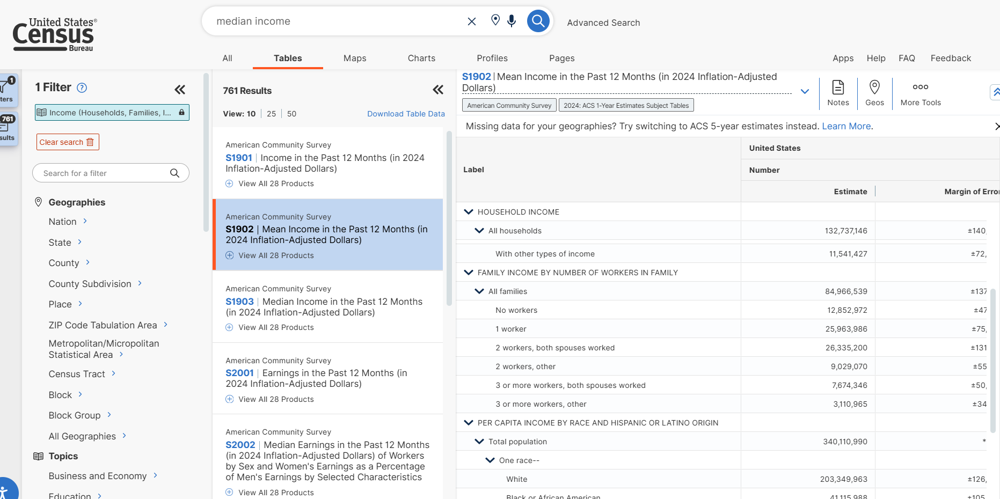 United States®
Census
Bureau
median income
Advanced Search
All
Tables
Maps
Charts
Profiles
Pages
Apps
Help
FAQ
Feedback
1
ters
761
sults
1 Filter
?
Income (Households, Families, I...
Clear search
Search for a filter
Geographies
Nation
State
County
County Subdivision
Place
ZIP Code Tabulation Area
Metropolitan/Micropolitan
Statistical Area
Census Tract
Block
Block Group
All Geographies
Topics
Business and Economy
Education
761 Results
View: 10 | 25 | 50
Download Table Data
American Community Survey
S1901 | Income in the Past 12 Months (in 2024
Inflation-Adjusted Dollars)
View All 28 Products
American Community Survey
S1902 | Mean Income in the Past 12 Months (in
2024 Inflation-Adjusted Dollars)
View All 28 Products
American Community Survey
S1903 | Median Income in the Past 12 Months
(in 2024 Inflation-Adjusted Dollars)
View All 28 Products
American Community Survey
S2001 | Earnings in the Past 12 Months (in
2024 Inflation-Adjusted Dollars)
View All 28 Products
American Community Survey
S2002 | Median Earnings in the Past 12 Months
(in 2024 Inflation-Adjusted Dollars) of Workers
by Sex and Women's Earnings as a Percentage
of Men's Earnings by Selected Characteristics
View All 28 Products
S1902 | Mean Income in the Past 12 Months (in 2024 Inflation-Adjusted
Dollars)
American Community Survey
2024: ACS 1-Year Estimates Subject Tables
Notes
Geos
More Tools
Missing data for your geographies? Try switching to ACS 5-year estimates instead. Learn More.
United States
Label
Number
Estimate
Margin of Error
HOUSEHOLD INCOME
All households 132,737,146 ±140,
With other types of income 11,541,427 ±72,
FAMILY INCOME BY NUMBER OF WORKERS IN FAMILY
All families 84,966,539 ±137
No workers 12,852,972 ±47
1 worker 25,963,986 ±75,
2 workers, both spouses worked 26,335,200 ±131
2 workers, other 9,029,070 ±55
3 or more workers, both spouses worked 7,674,346 ±50,
3 or more workers, other 3,110,965 ±34
PER CAPITA INCOME BY RACE AND HISPANIC OR LATINO ORIGIN
Total population 340,110,990 *
One race--
White 203,349,963 ±126,
Black or African American 41,115,988 ±105